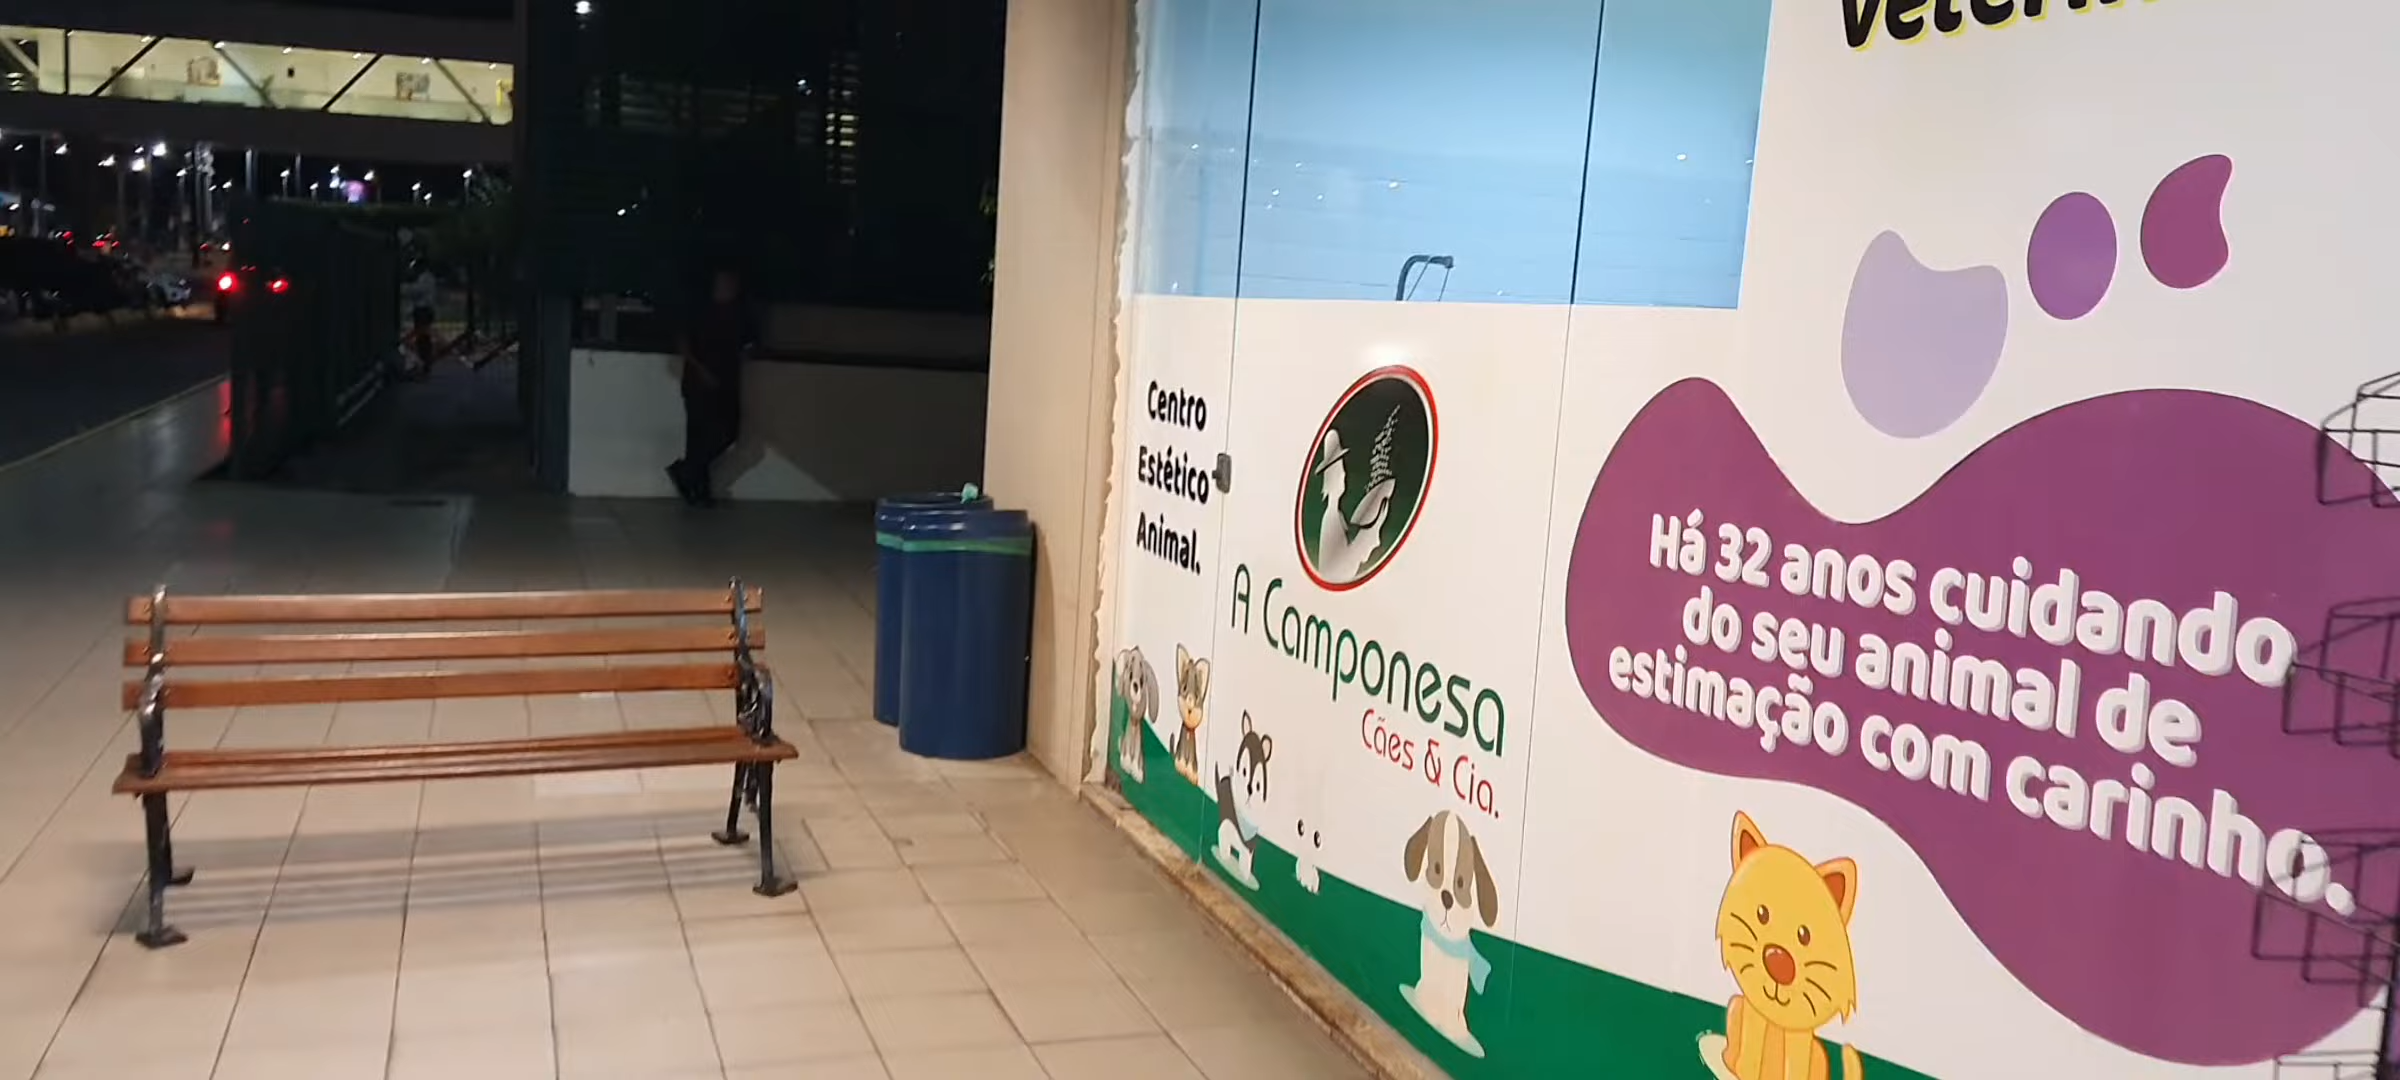 Centro
Estético
Animal.
A Camponesa
Cães & Cia.
Há 32 anos cuidando
do seu animal de
estimação com carinho.